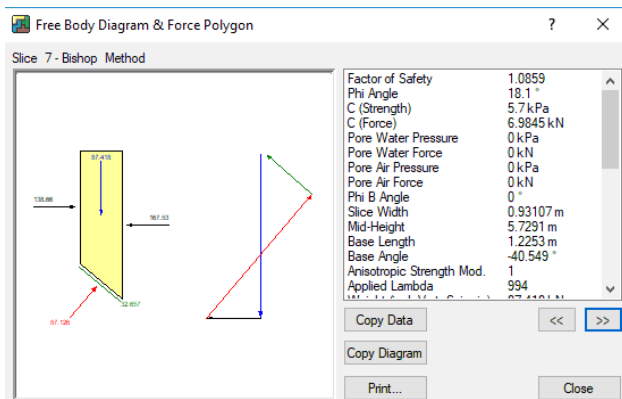 Free Body Diagram & Force Polygon
Slice 7 - Bishop Method
87.418
138.66
167.53
32.657
87.126
Factor of Safety 1.0859
Phi Angle 18.1 °
C (Strength) 5.7 kPa
C (Force) 6.9845 kN
Pore Water Pressure 0 kPa
Pore Water Force 0 kN
Pore Air Pressure 0 kPa
Pore Air Force 0 kN
Phi B Angle 0 °
Slice Width 0.93107 m
Mid-Height 5.7291 m
Base Length 1.2253 m
Base Angle -40.549 °
Anisotropic Strength Mod. 1
Applied Lambda 994
Copy Data
<<
>>
Copy Diagram
Print...
Close